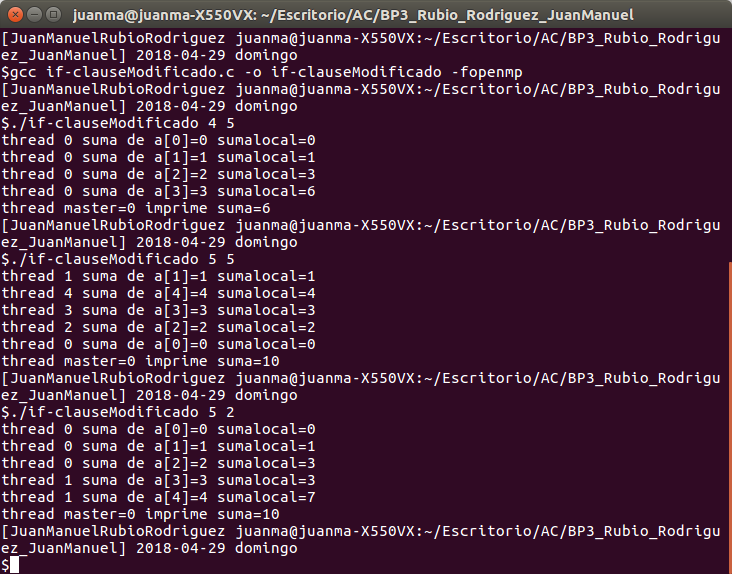 juanma@juanma-X550VX: ~/Escritorio/AC/BP3_Rubio_Rodriguez_JuanManuel
[JuanManuelRubioRodriguez juanma@juanma-X550VX:~/Escritorio/AC/BP3_Rubio_Rodrigu
ez_JuanManuel] 2018-04-29 domingo
$gcc if-clauseModificado.c -o if-clauseModificado -fopenmp
[JuanManuelRubioRodriguez juanma@juanma-X550VX:~/Escritorio/AC/BP3_Rubio_Rodrigu
ez_JuanManuel] 2018-04-29 domingo
$./if-clauseModificado 4 5
thread 0 suma de a[0]=0 sumalocal=0
thread 0 suma de a[1]=1 sumalocal=1
thread 0 suma de a[2]=2 sumalocal=3
thread 0 suma de a[3]=3 sumalocal=6
thread master=0 imprime suma=6
[JuanManuelRubioRodriguez juanma@juanma-X550VX:~/Escritorio/AC/BP3_Rubio_Rodrigu
ez_JuanManuel] 2018-04-29 domingo
$./if-clauseModificado 5 5
thread 1 suma de a[1]=1 sumalocal=1
thread 4 suma de a[4]=4 sumalocal=4
thread 3 suma de a[3]=3 sumalocal=3
thread 2 suma de a[2]=2 sumalocal=2
thread 0 suma de a[0]=0 sumalocal=0
thread master=0 imprime suma=10
[JuanManuelRubioRodriguez juanma@juanma-X550VX:~/Escritorio/AC/BP3_Rubio_Rodrigu
ez_JuanManuel] 2018-04-29 domingo
$./if-clauseModificado 5 2
thread 0 suma de a[0]=0 sumalocal=0
thread 0 suma de a[1]=1 sumalocal=1
thread 0 suma de a[2]=2 sumalocal=3
thread 1 suma de a[3]=3 sumalocal=3
thread 1 suma de a[4]=4 sumalocal=7
thread master=0 imprime suma=10
[JuanManuelRubioRodriguez juanma@juanma-X550VX:~/Escritorio/AC/BP3_Rubio_Rodrigu
ez_JuanManuel] 2018-04-29 domingo
$